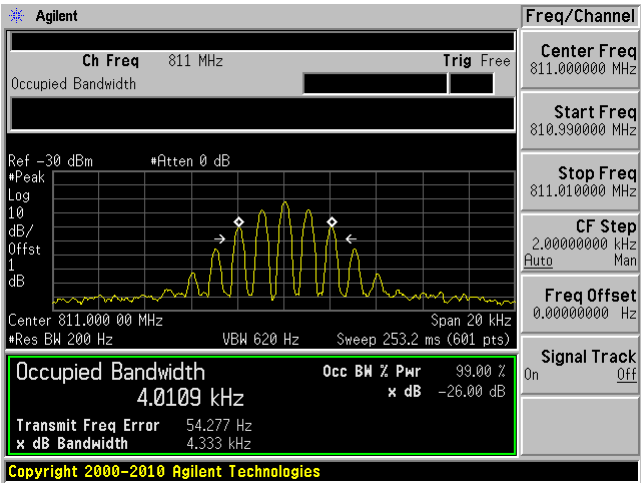 Agilent
Freq/Channel
Ch Freq 811 MHz Trig Free
Occupied Bandwidth
Center Freq
811.000000 MHz
Start Freq
810.990000 MHz
Stop Freq
811.010000 MHz
CF Step
2.00000000 kHz
Auto Man
Freq Offset
0.00000000 Hz
Signal Track
On Off
Ref -30 dBm #Atten 0 dB
#Peak
Log
10
dB/
Offst
1
dB
Center 811.000 00 MHz Span 20 kHz
#Res BW 200 Hz VBW 620 Hz Sweep 253.2 ms (601 pts)
Occupied Bandwidth Occ BW % Pwr 99.00 %
4.0109 kHz x dB -26.00 dB
Transmit Freq Error 54.277 Hz
x dB Bandwidth 4.333 kHz
Copyright 2000-2010 Agilent Technologies